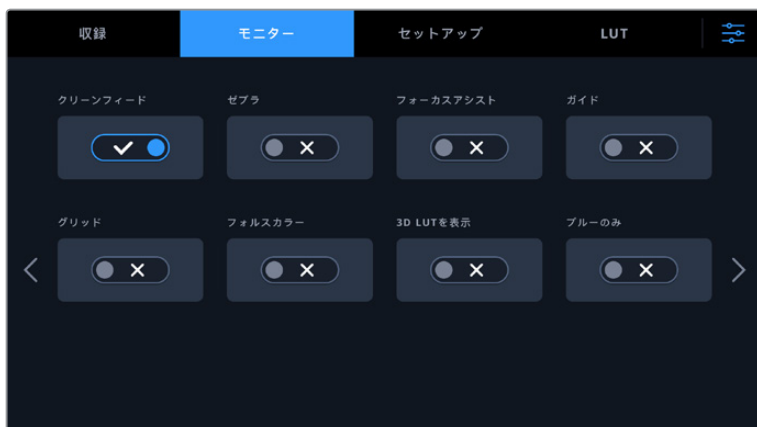 収録 モニター セットアップ LUT
クリーンフィード ゼブラ フォーカスアシスト ガイド
グリッド フォルスカラー 3D LUTを表示 ブルーのみ